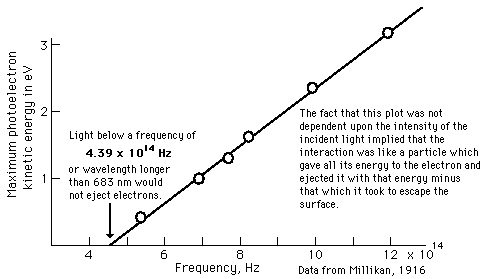 Maximum photoelectron
kinetic energy in eV
3
2
1
Light below a frequency of
4.39 x 10^14 Hz
or wavelength longer
than 683 nm would
not eject electrons.
The fact that this plot was not
dependent upon the intensity of the
incident light implied that the
interaction was like a particle which
gave all its energy to the electron and
ejected it with that energy minus
that which it took to escape the
surface.
4 6 8 10 12 x 10^14
Frequency, Hz
Data from Millikan, 1916